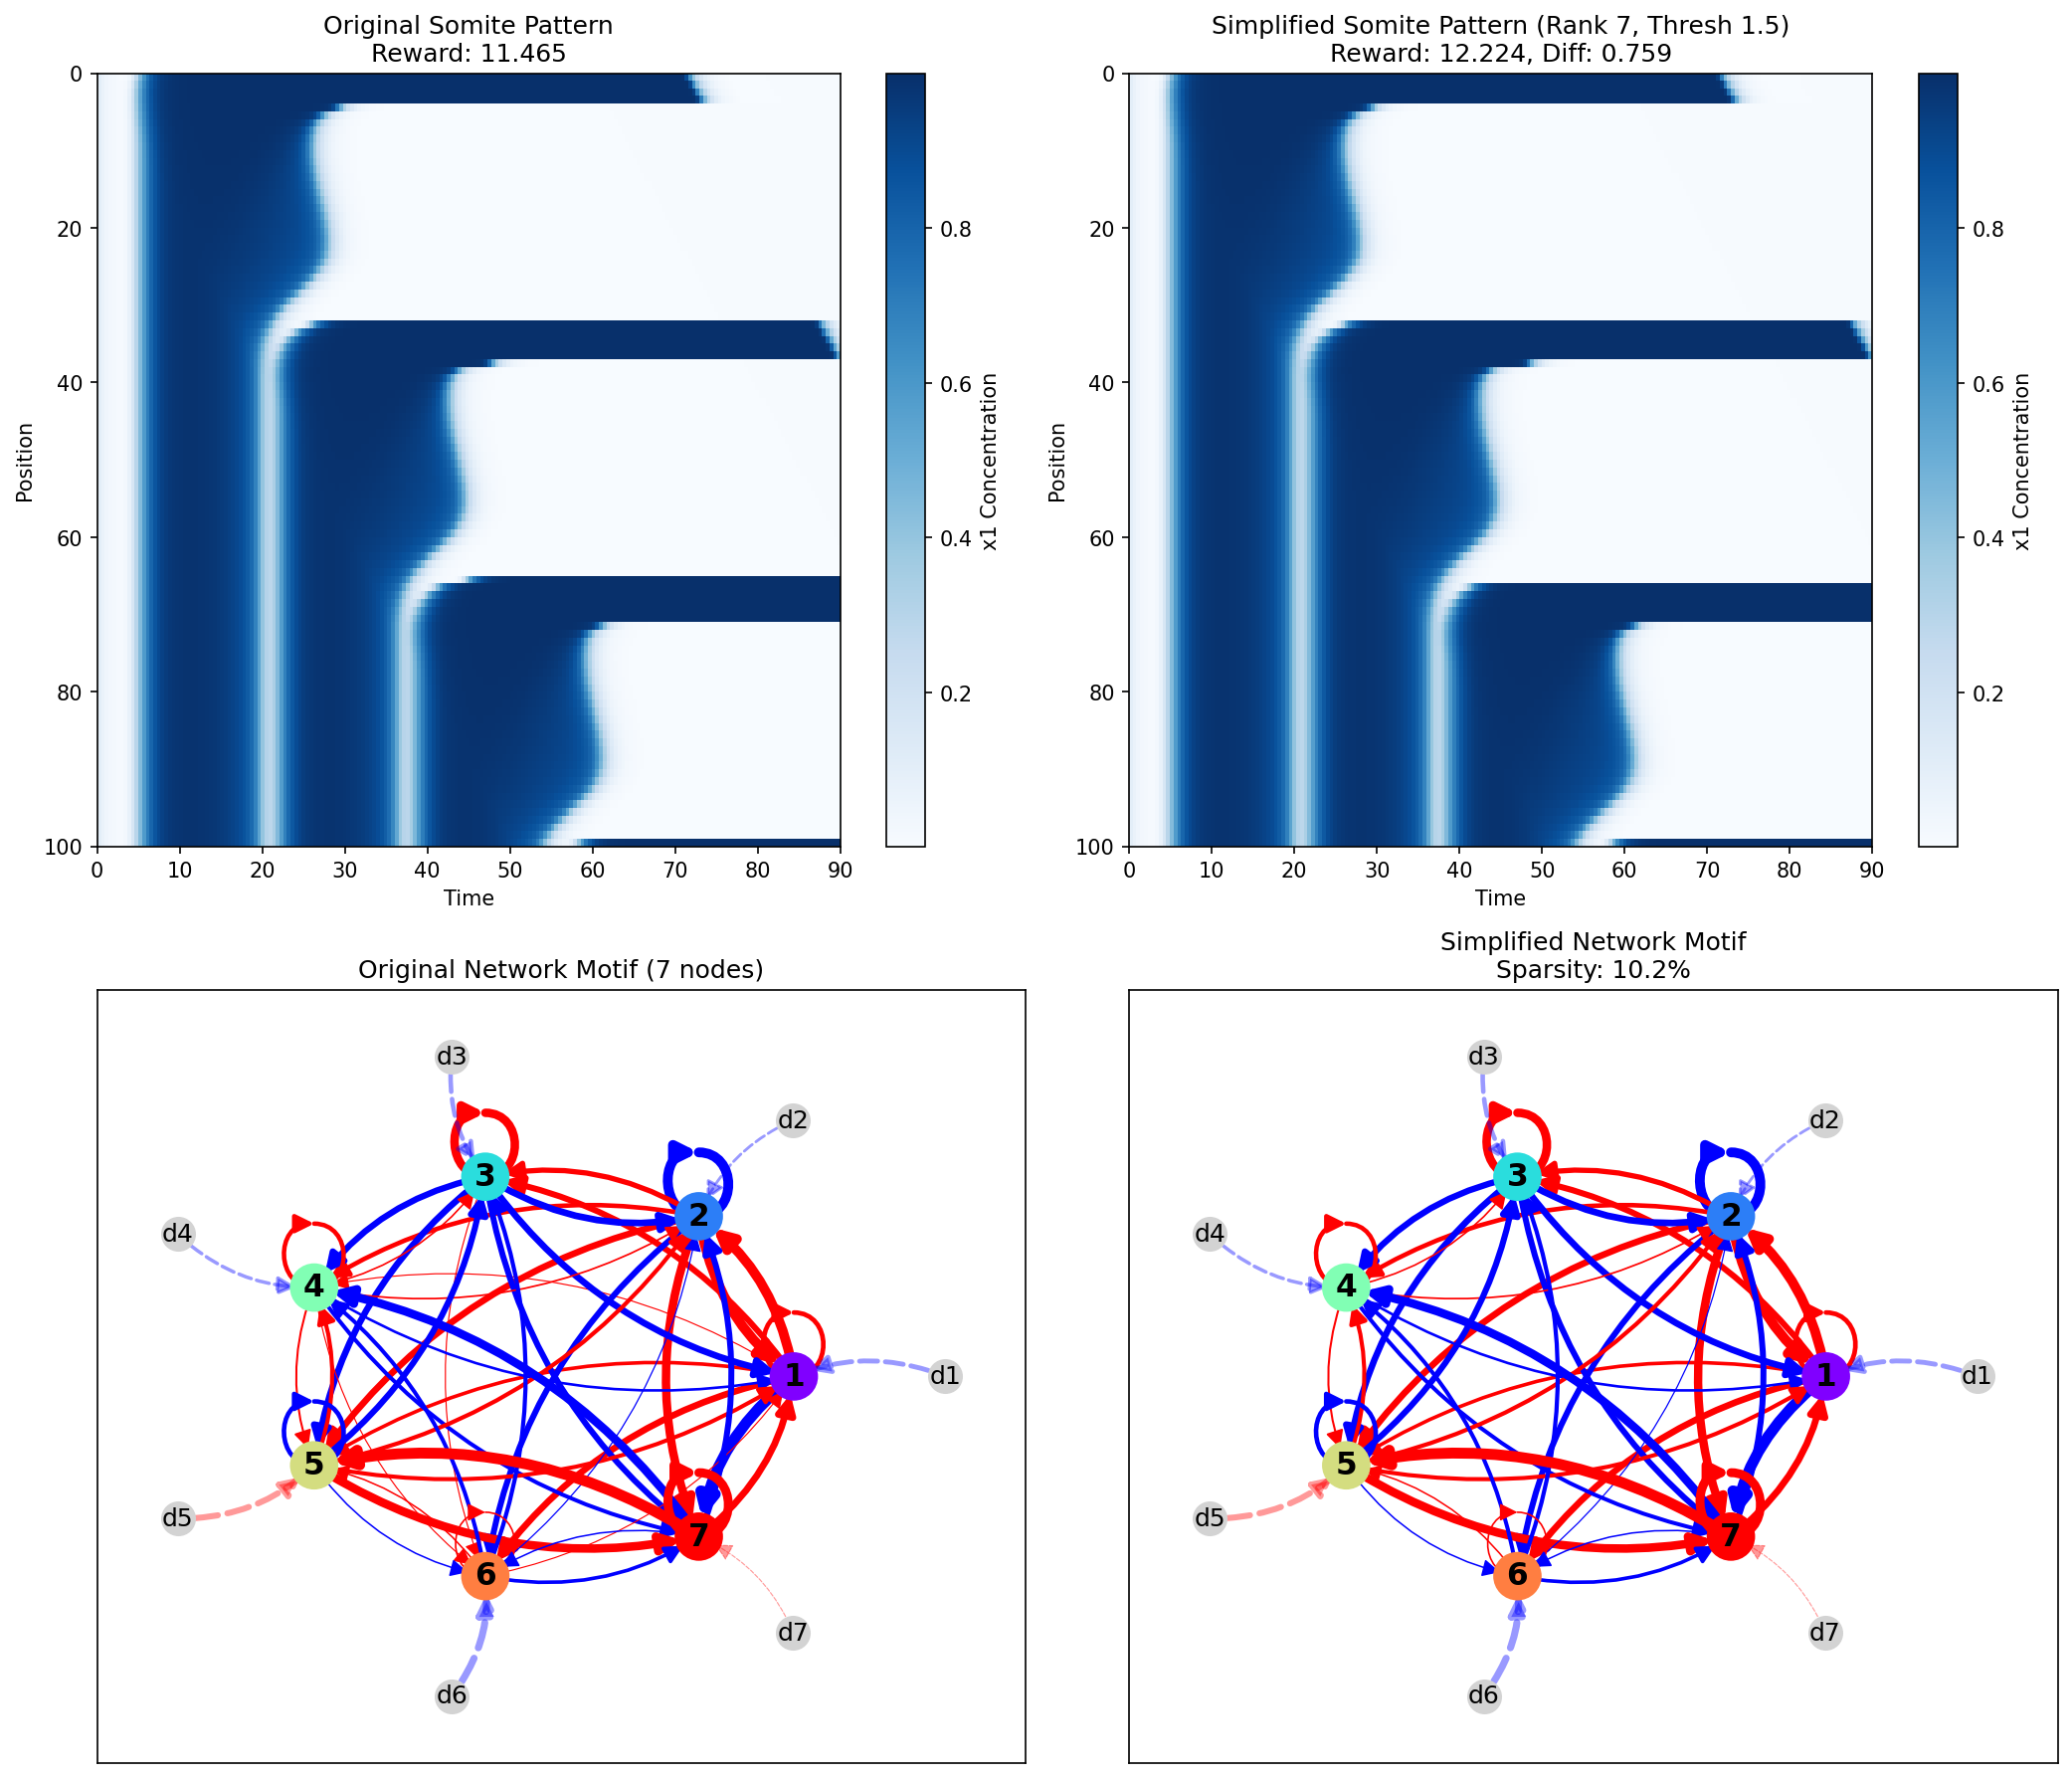 Original Somite Pattern
Reward: 11.465
0
20
40
60
80
100
Position
0 10 20 30 40 50 60 70 80 90
Time
0.8
0.6
0.4
0.2
x1 Concentration
Simplified Somite Pattern (Rank 7, Thresh 1.5)
Reward: 12.224, Diff: 0.759
0
20
40
60
80
100
Position
0 10 20 30 40 50 60 70 80 90
Time
0.8
0.6
0.4
0.2
x1 Concentration
Original Network Motif (7 nodes)
d3
d2
3
2
d4
4
1
d1
5
d5
7
6
d7
d6
Simplified Network Motif
Sparsity: 10.2%
d3
d2
3
2
d4
4
1
d1
5
d5
7
6
d7
d6